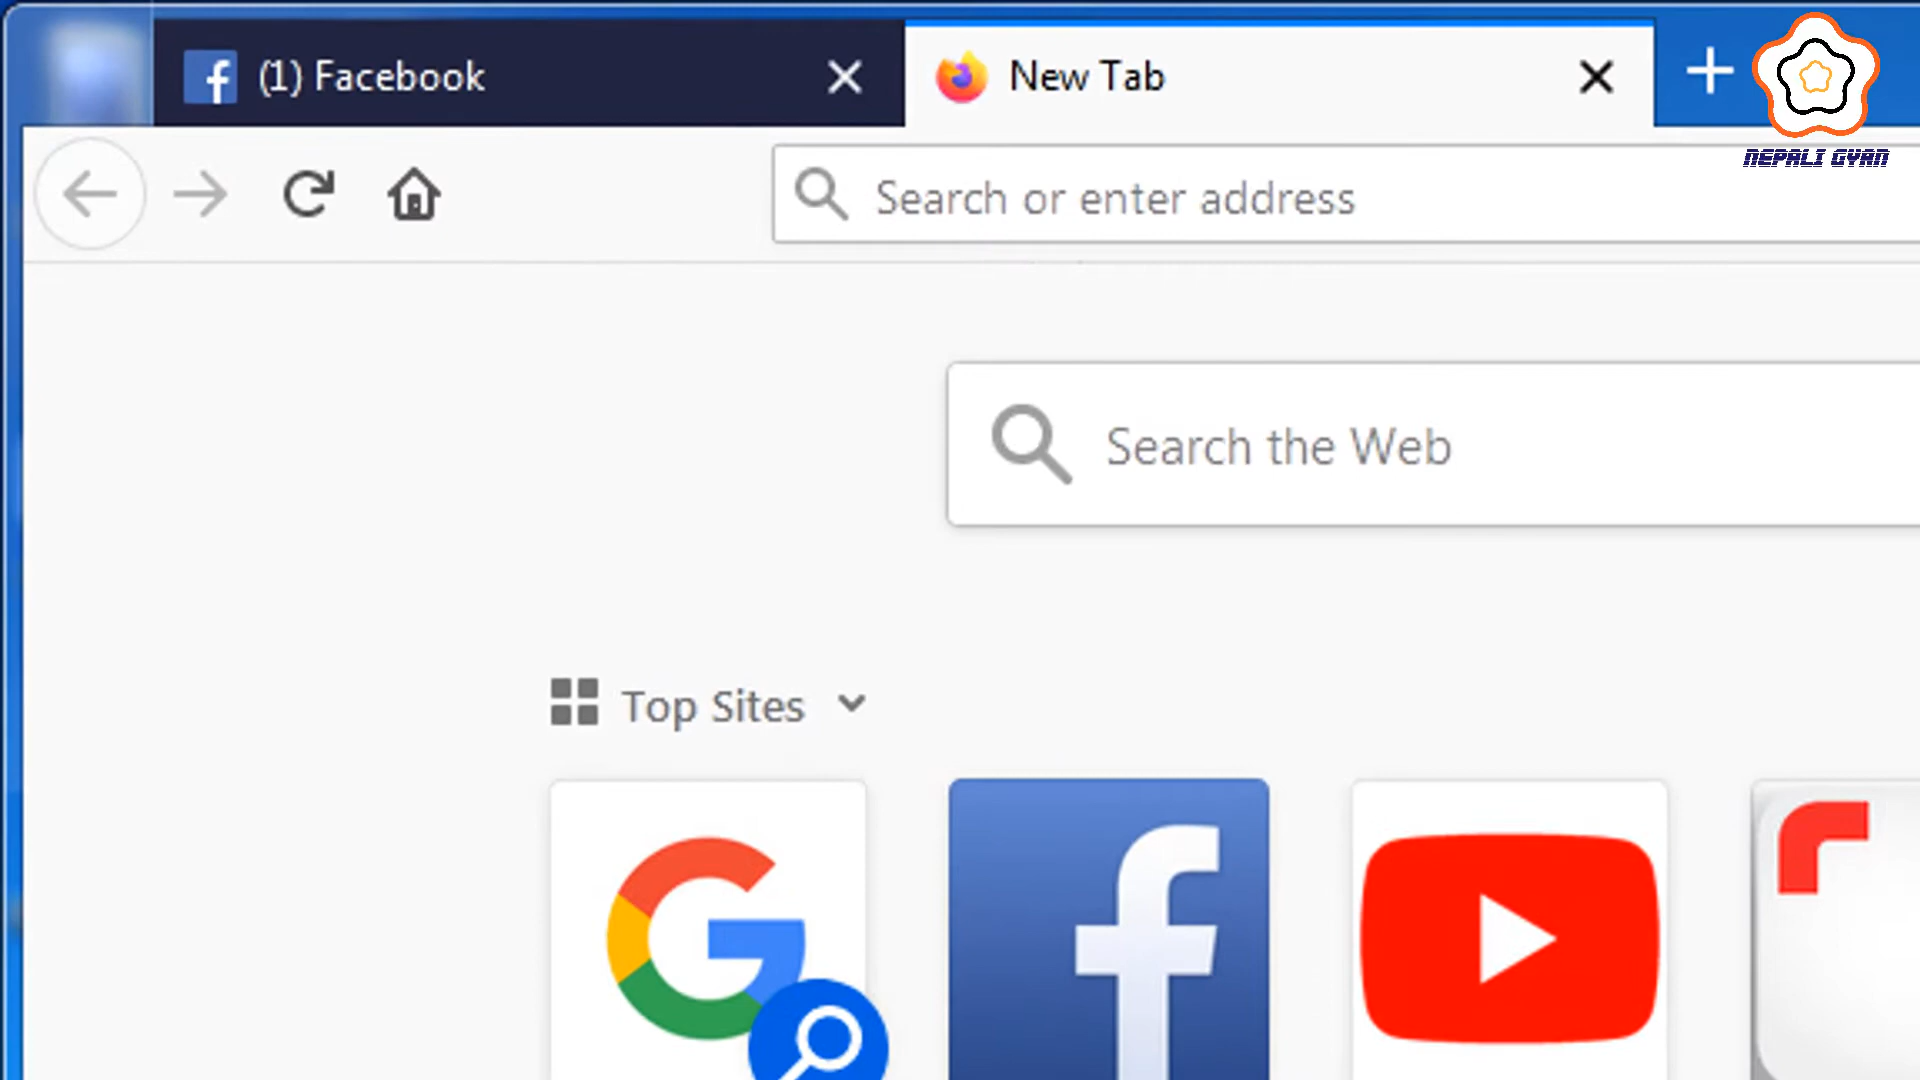 (1) Facebook
New Tab
NEPALI GYAN
Search or enter address
Search the Web
Top Sites